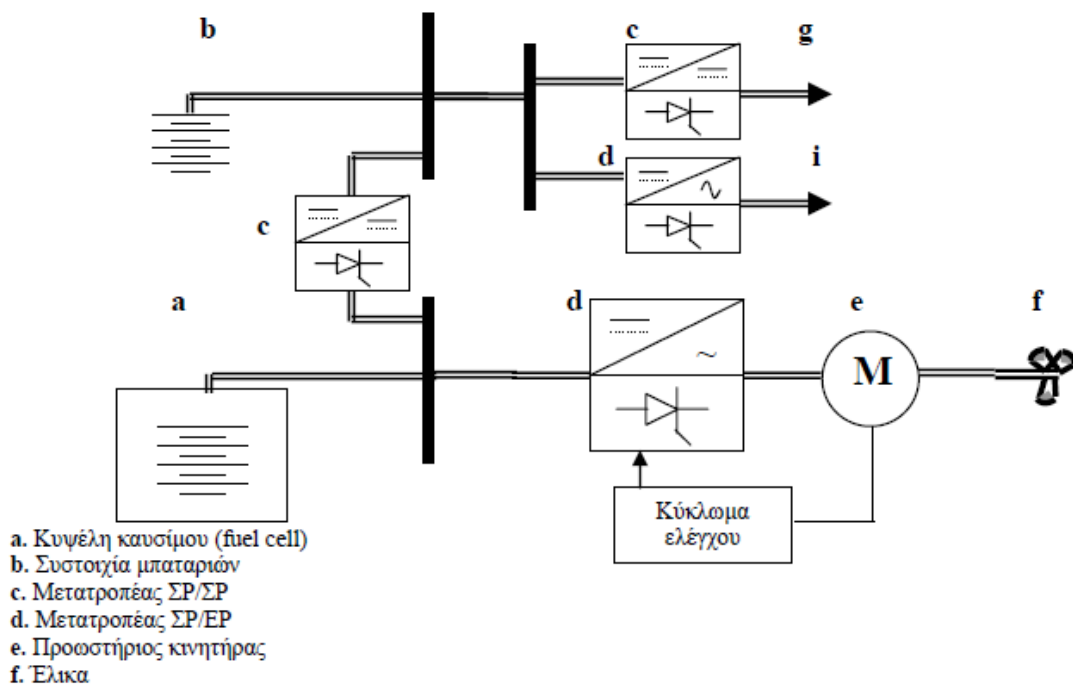 b
c
g
d
i
c
a
d
e
f
~
M
Κύκλωμα
ελέγχου
a. Κυψέλη καυσίμου (fuel cell)
b. Συστοιχία μπαταριών
c. Μετατροπέας ΣΡ/ΣΡ
d. Μετατροπέας ΣΡ/ΕΡ
e. Προωστήριος κινητήρας
f. Έλικα